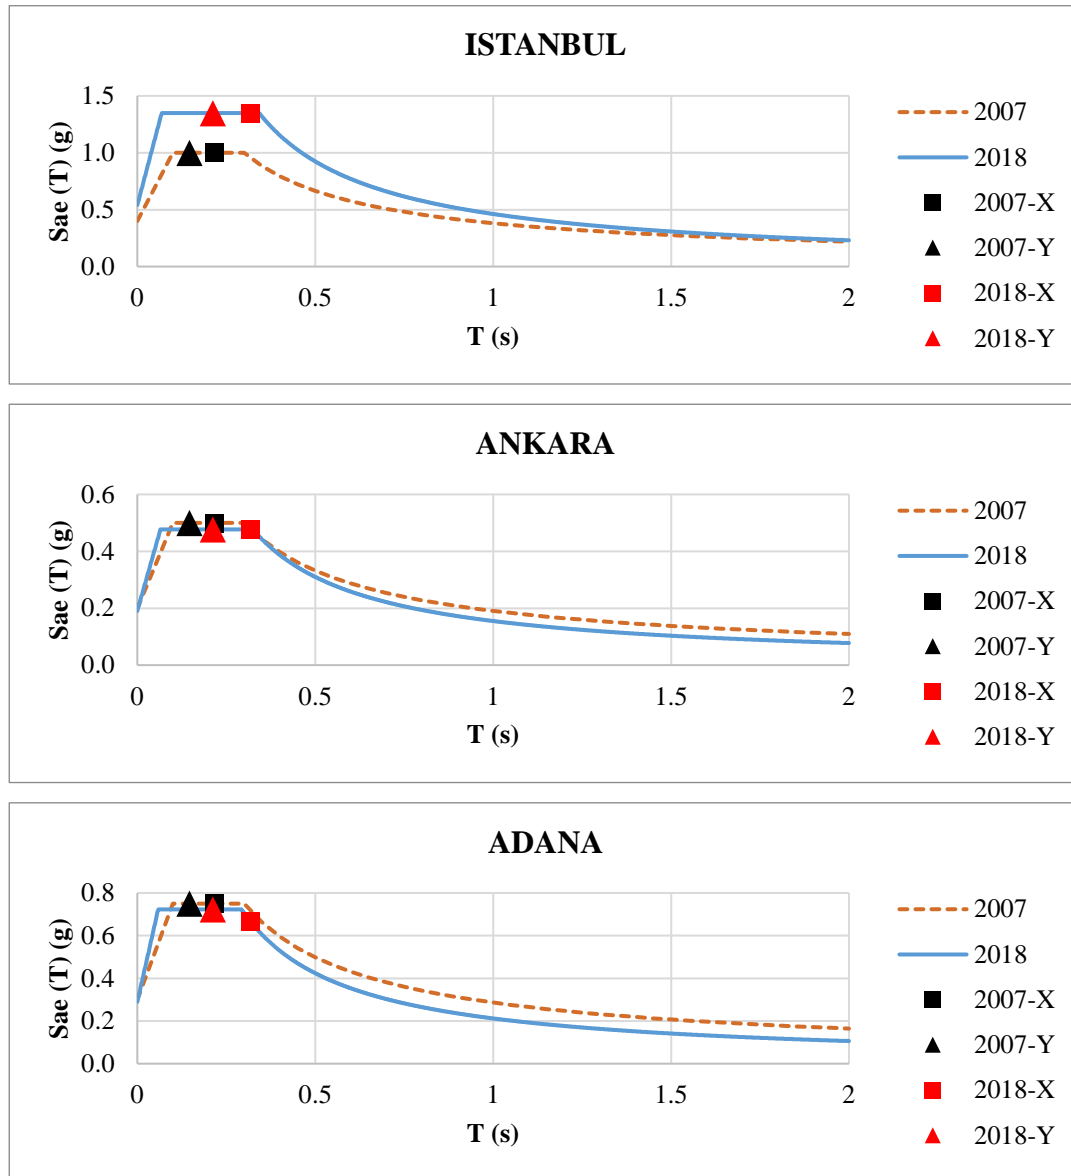 ISTANBUL
1.5
1.0
0.5
0.0
Sae (T) (g)
0 0.5 1 1.5 2
T (s)
2007
2018
2007-X
2007-Y
2018-X
2018-Y
ANKARA
0.6
0.4
0.2
0.0
Sae (T) (g)
0 0.5 1 1.5 2
T (s)
2007
2018
2007-X
2007-Y
2018-X
2018-Y
ADANA
0.8
0.6
0.4
0.2
0.0
Sae (T) (g)
0 0.5 1 1.5 2
T (s)
2007
2018
2007-X
2007-Y
2018-X
2018-Y